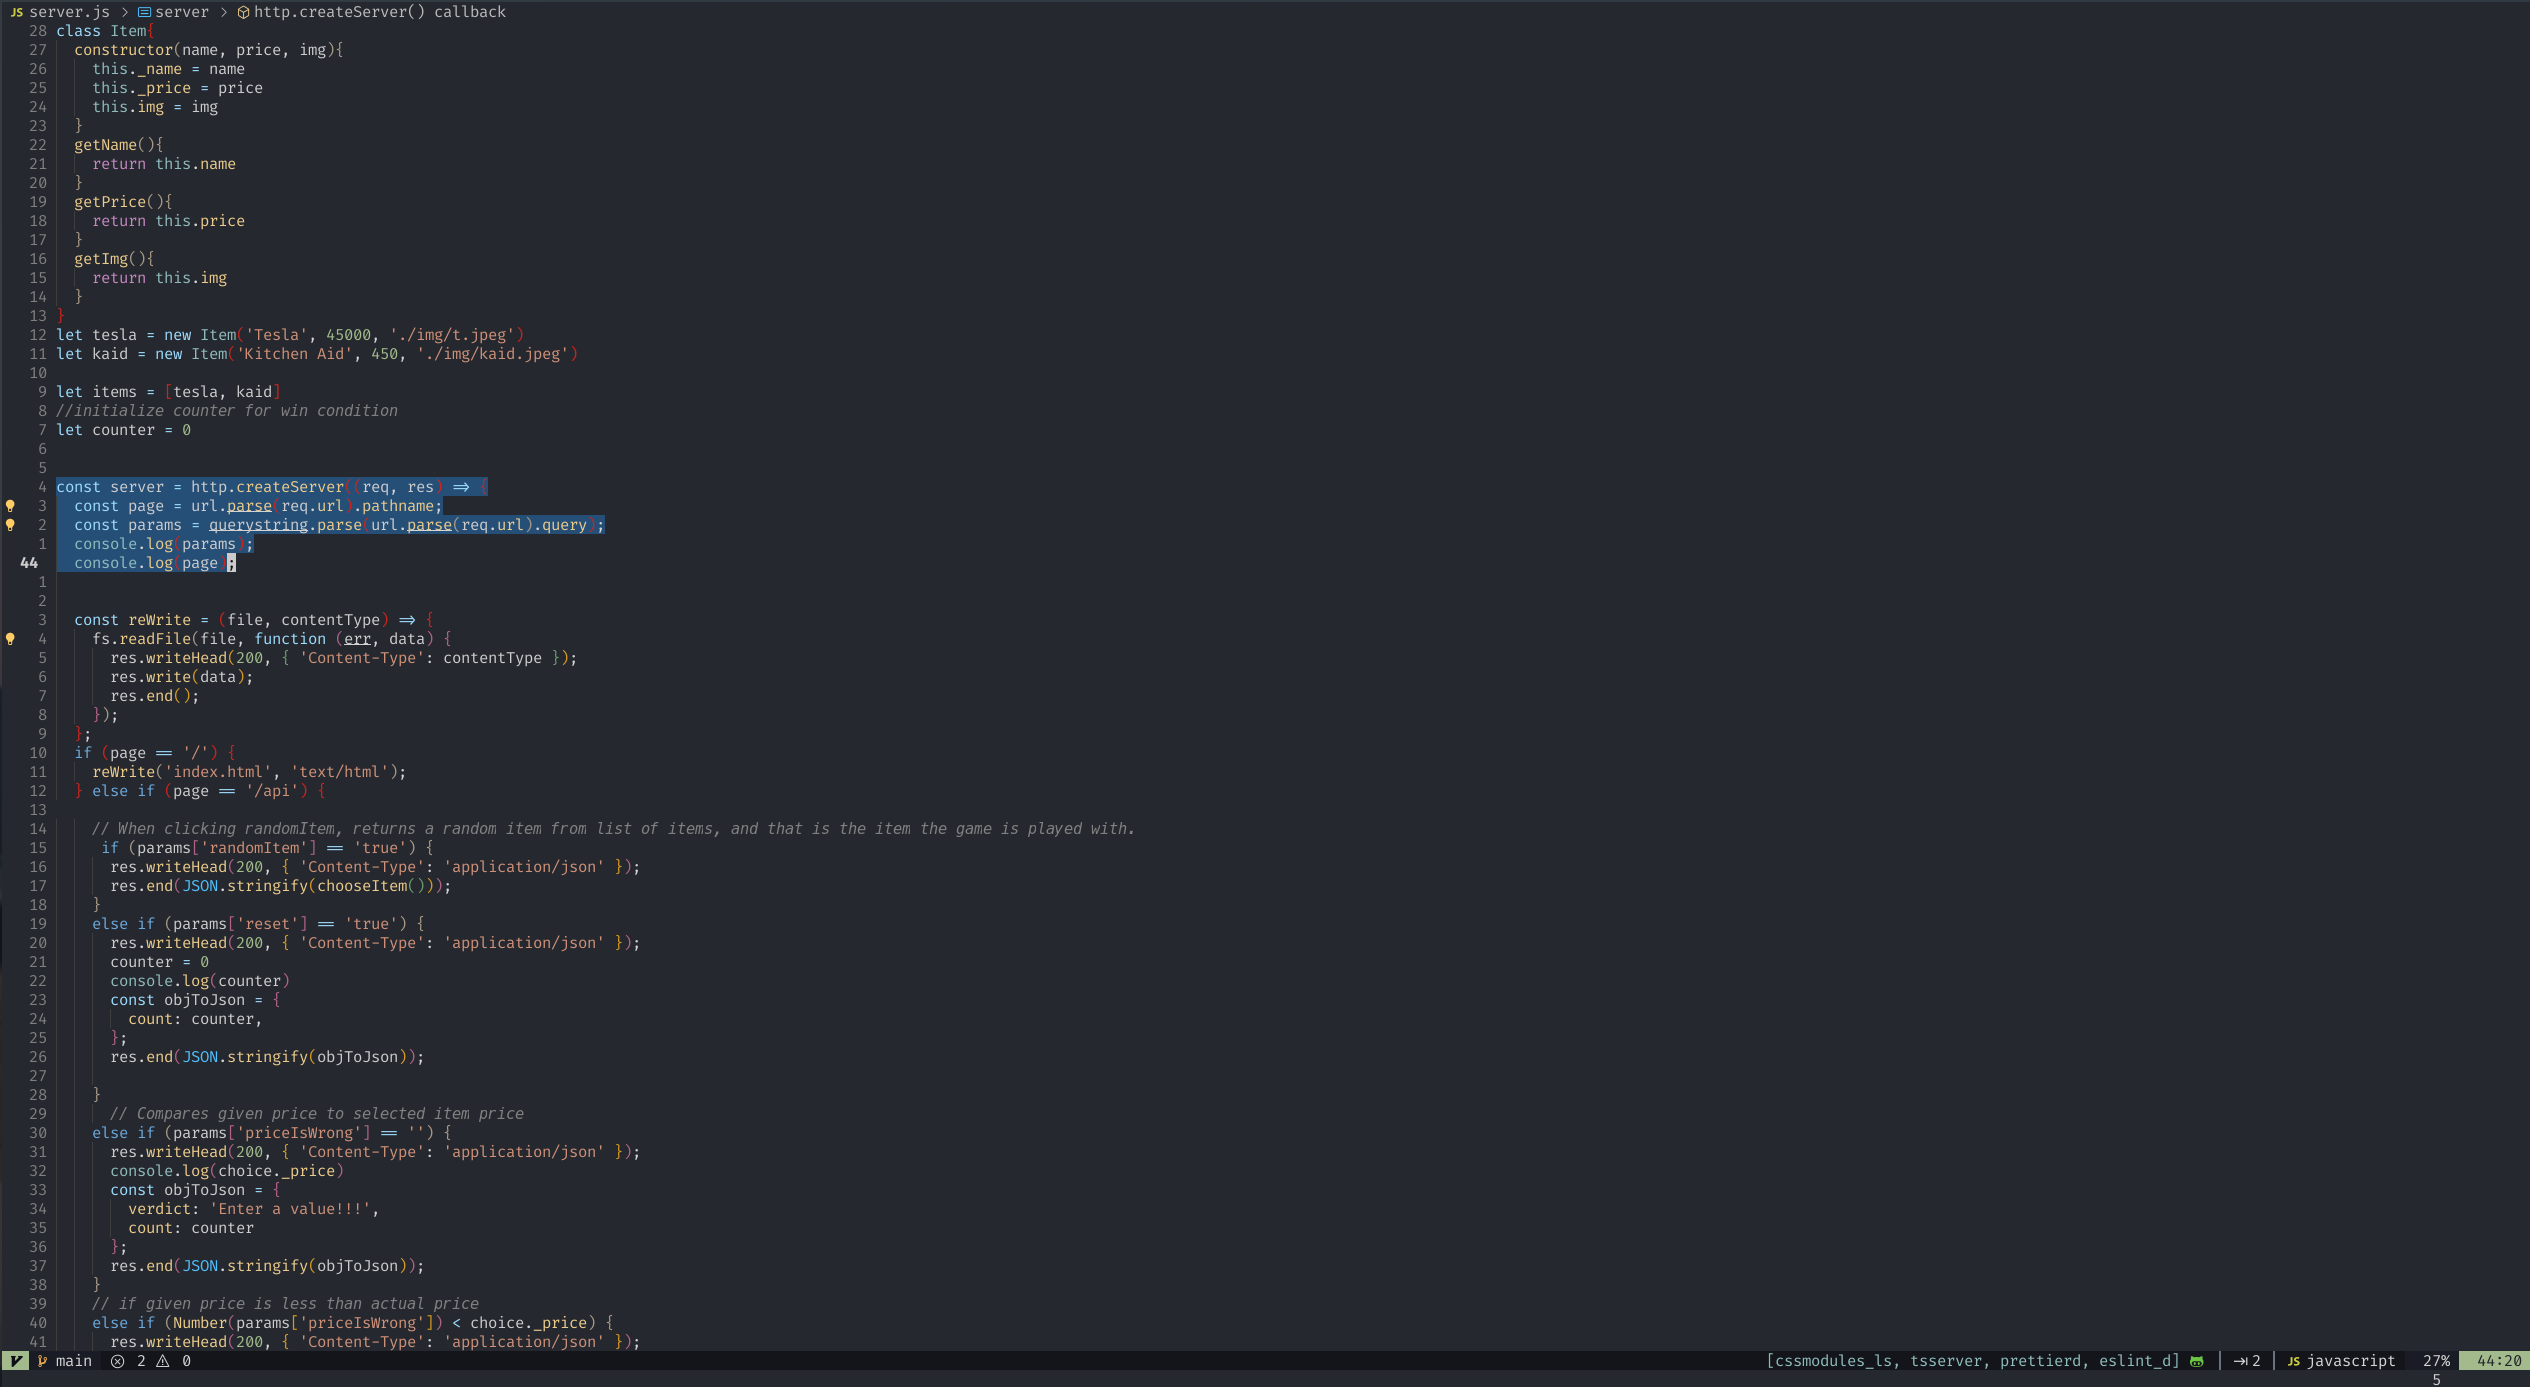 JS server.js > server > http.createServer() callback
28 class Item{
27 constructor(name, price, img){
26 this._name = name
25 this._price = price
24 this.img = img
23 }
22 getName(){
21 return this.name
20 }
19 getPrice(){
18 return this.price
17 }
16 getImg(){
15 return this.img
14 }
13 }
12 let tesla = new Item('Tesla', 45000, './img/t.jpeg')
11 let kaid = new Item('Kitchen Aid', 450, './img/kaid.jpeg')
10
9 let items = [tesla, kaid]
8 //initialize counter for win condition
7 let counter = 0
6
5
4 const server = http.createServer((req, res) => {
3 const page = url.parse(req.url).pathname;
2 const params = querystring.parse(url.parse(req.url).query);
1 console.log(params);
44 console.log(page);
1
2
3 const reWrite = (file, contentType) => {
4 fs.readFile(file, function (err, data) {
5 res.writeHead(200, { 'Content-Type': contentType });
6 res.write(data);
7 res.end();
8 });
9 };
10 if (page == '/') {
11 reWrite('index.html', 'text/html');
12 } else if (page == '/api') {
13
14 // When clicking randomItem, returns a random item from list of items, and that is the item the game is played with.
15 if (params['randomItem'] == 'true') {
16 res.writeHead(200, { 'Content-Type': 'application/json' });
17 res.end(JSON.stringify(chooseItem()));
18 }
19 else if (params['reset'] == 'true') {
20 res.writeHead(200, { 'Content-Type': 'application/json' });
21 counter = 0
22 console.log(counter)
23 const objToJson = {
24 count: counter,
25 };
26 res.end(JSON.stringify(objToJson));
27
28 }
29 // Compares given price to selected item price
30 else if (params['priceIsWrong'] == '') {
31 res.writeHead(200, { 'Content-Type': 'application/json' });
32 console.log(choice._price)
33 const objToJson = {
34 verdict: 'Enter a value!!!',
35 count: counter
36 };
37 res.end(JSON.stringify(objToJson));
38 }
39 // if given price is less than actual price
40 else if (Number(params['priceIsWrong']) < choice._price) {
41 res.writeHead(200, { 'Content-Type': 'application/json' });
V main 2 0 [cssmodules_ls, tsserver, prettierd, eslint_d] 2 JS javascript 27% 44:20
5